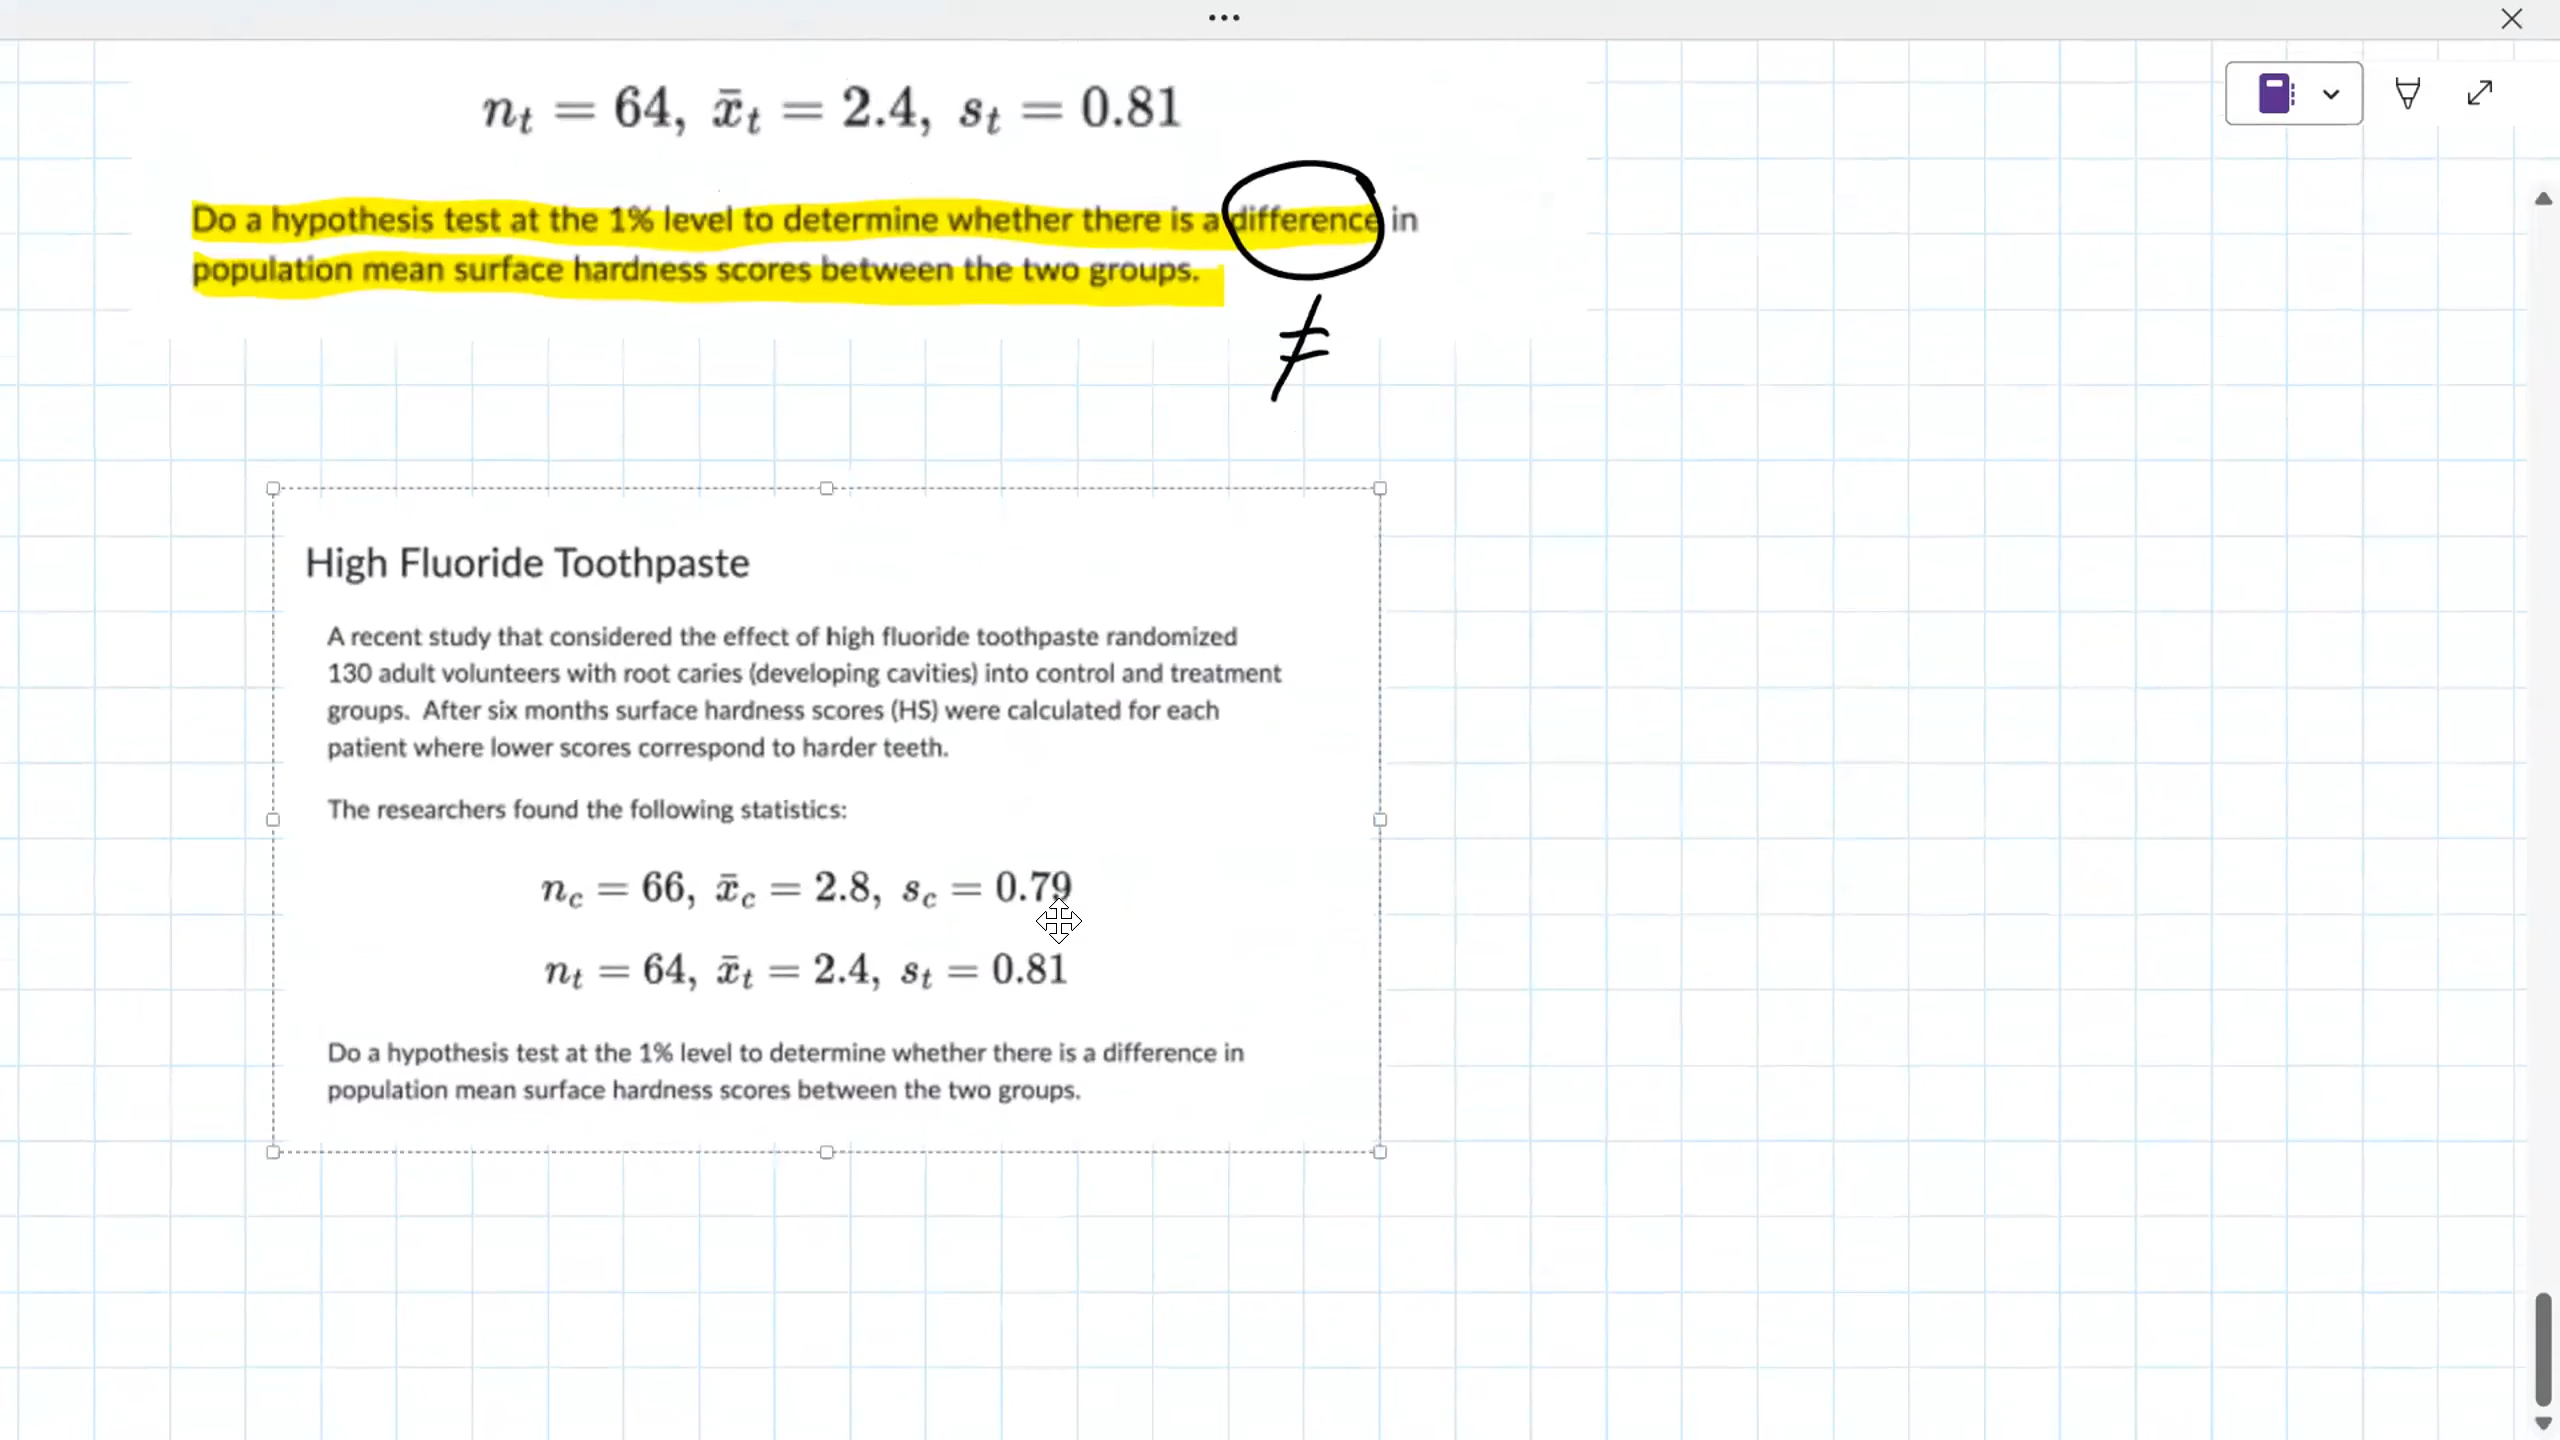 nₜ = 64, x̄ₜ = 2.4, sₜ = 0.81
Do a hypothesis test at the 1% level to determine whether there is a difference in
population mean surface hardness scores between the two groups.
≠
High Fluoride Toothpaste
A recent study that considered the effect of high fluoride toothpaste randomized
130 adult volunteers with root caries (developing cavities) into control and treatment
groups. After six months surface hardness scores (HS) were calculated for each
patient where lower scores correspond to harder teeth.
The researchers found the following statistics:
n_c = 66, x̄_c = 2.8, s_c = 0.79
nₜ = 64, x̄ₜ = 2.4, sₜ = 0.81
Do a hypothesis test at the 1% level to determine whether there is a difference in
population mean surface hardness scores between the two groups.